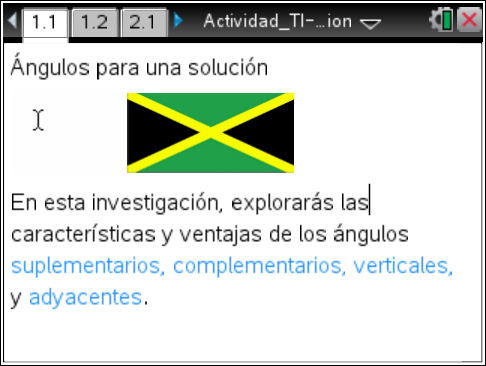 1.1 1.2 2.1 Actividad_TI-…ion
Ángulos para una solución
En esta investigación, explorarás las
características y ventajas de los ángulos
suplementarios, complementarios, verticales,
y adyacentes.